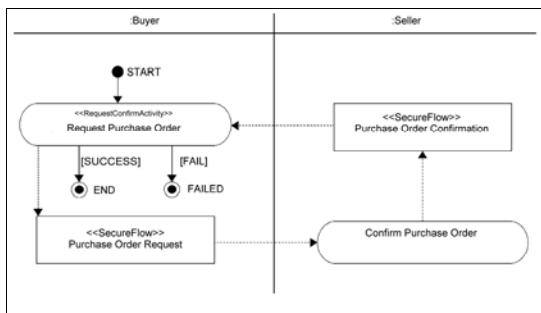 :Buyer
:Seller
START
<<RequestConfirmActivity>>
Request Purchase Order
<<SecureFlow>>
Purchase Order Confirmation
[SUCCESS]
[FAIL]
END
FAILED
<<SecureFlow>>
Purchase Order Request
Confirm Purchase Order